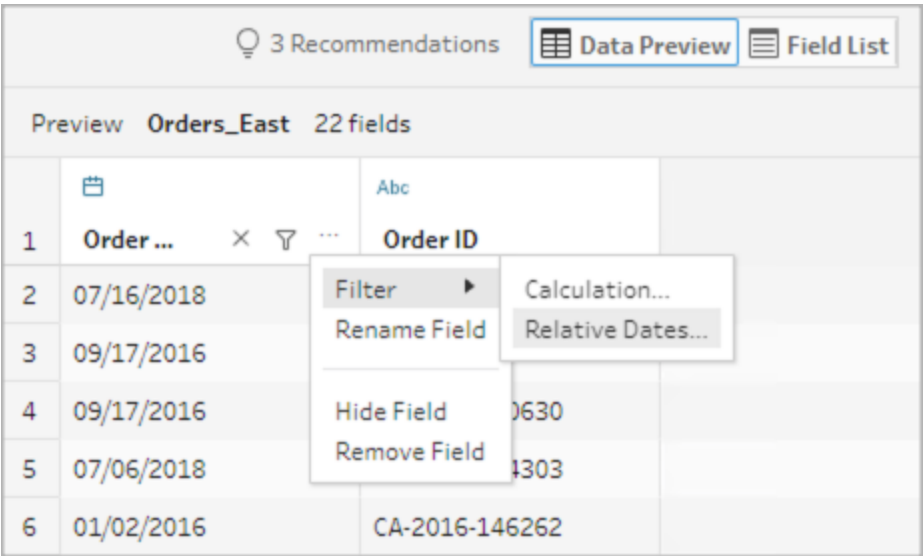 3 Recommendations Data Preview Field List
Preview Orders_East 22 fields
Abc
1 Order ... Order ID
Filter Calculation...
2 07/16/2018
Rename Field Relative Dates...
3 09/17/2016
Hide Field
4 09/17/2016 0630
Remove Field
5 07/06/2018 4303
6 01/02/2016 CA-2016-146262